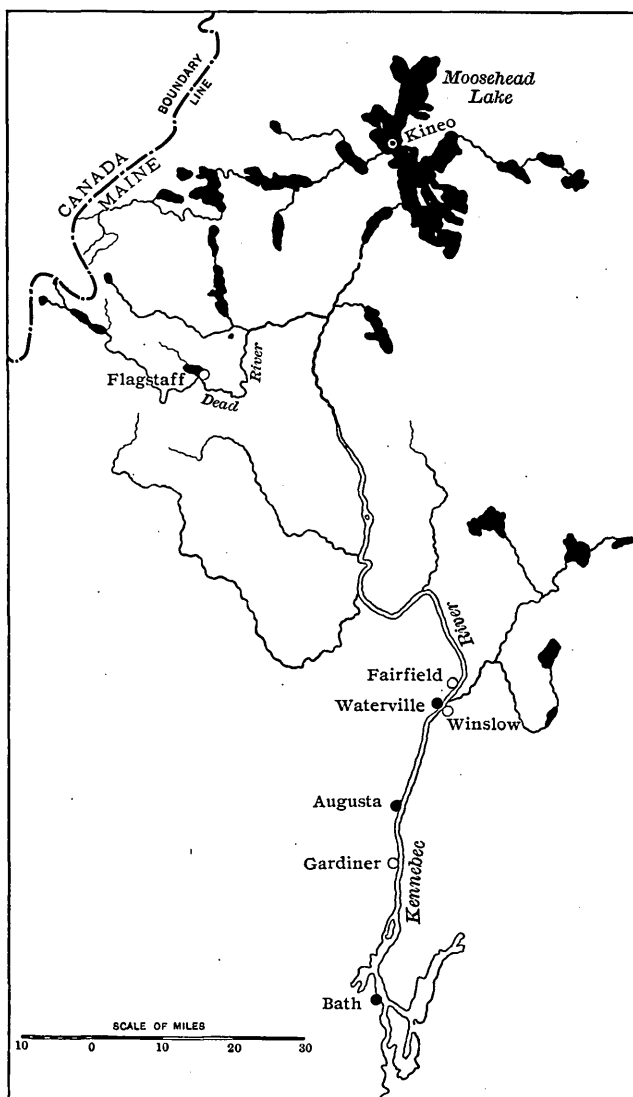 BOUNDARY
LINE
Moosehead
Lake
Kineo
CANADA
MAINE
Flagstaff
Dead
River
River
Fairfield
Waterville
Winslow
Augusta
Gardiner
Kennebec
Bath
SCALE OF MILES
10 0 10 20 30